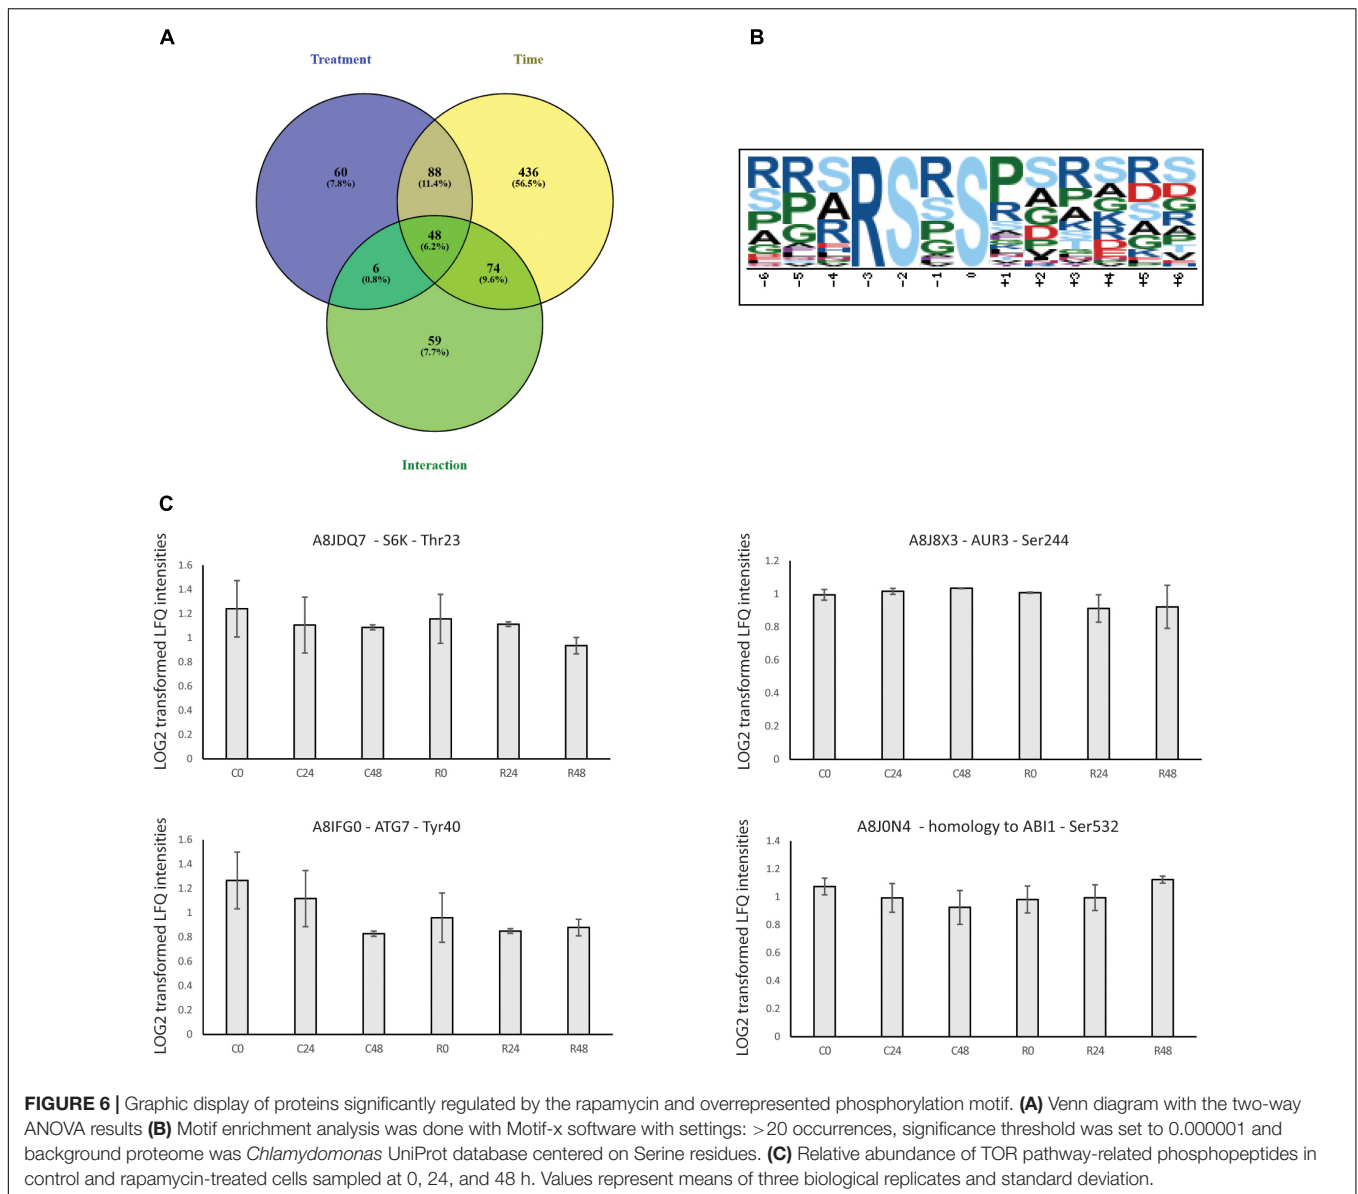 A
Treatment
Time
60
(7.8%)
88
(11.4%)
436
(56.5%)
48
(6.2%)
6
(0.8%)
74
(9.6%)
59
(7.7%)
Interaction
B
R R S R S R S P S R S R S
-6 -5 -4 -3 -2 -1 0 +1 +2 +3 +4 +5 +6
C
A8JDQ7 - S6K - Thr23
LOG2 transformed LFQ intensities
1.6
1.4
1.2
1
0.8
0.6
0.4
0.2
0
C0 C24 C48 R0 R24 R48
A8J8X3 - AUR3 - Ser244
LOG2 transformed LFQ intensities
1.2
1
0.8
0.6
0.4
0.2
0
C0 C24 C48 R0 R24 R48
A8IFG0 - ATG7 - Tyr40
LOG2 transformed LFQ intensities
1.6
1.4
1.2
1
0.8
0.6
0.4
0.2
0
C0 C24 C48 R0 R24 R48
A8J0N4 - homology to ABI1 - Ser532
LOG2 transformed LFQ intensities
1.4
1.2
1
0.8
0.6
0.4
0.2
0
C0 C24 C48 R0 R24 R48
FIGURE 6 | Graphic display of proteins significantly regulated by the rapamycin and overrepresented phosphorylation motif. (A) Venn diagram with the two-way
ANOVA results (B) Motif enrichment analysis was done with Motif-x software with settings: >20 occurrences, significance threshold was set to 0.000001 and
background proteome was Chlamydomonas UniProt database centered on Serine residues. (C) Relative abundance of TOR pathway-related phosphopeptides in
control and rapamycin-treated cells sampled at 0, 24, and 48 h. Values represent means of three biological replicates and standard deviation.